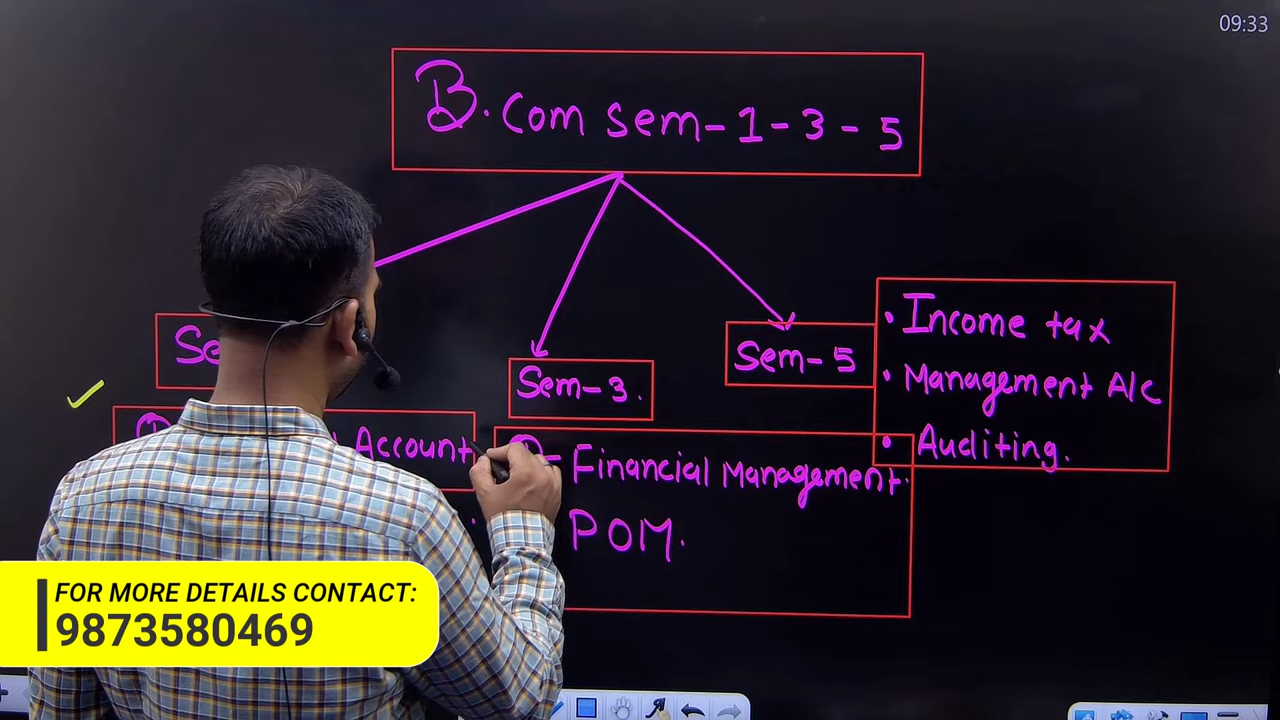 09:33
B.Com Sem-1-3-5
Sem-3.
Sem-5
• Income tax
• Management A/c
• Auditing.
Account
Financial Management.
POM.
FOR MORE DETAILS CONTACT:
9873580469